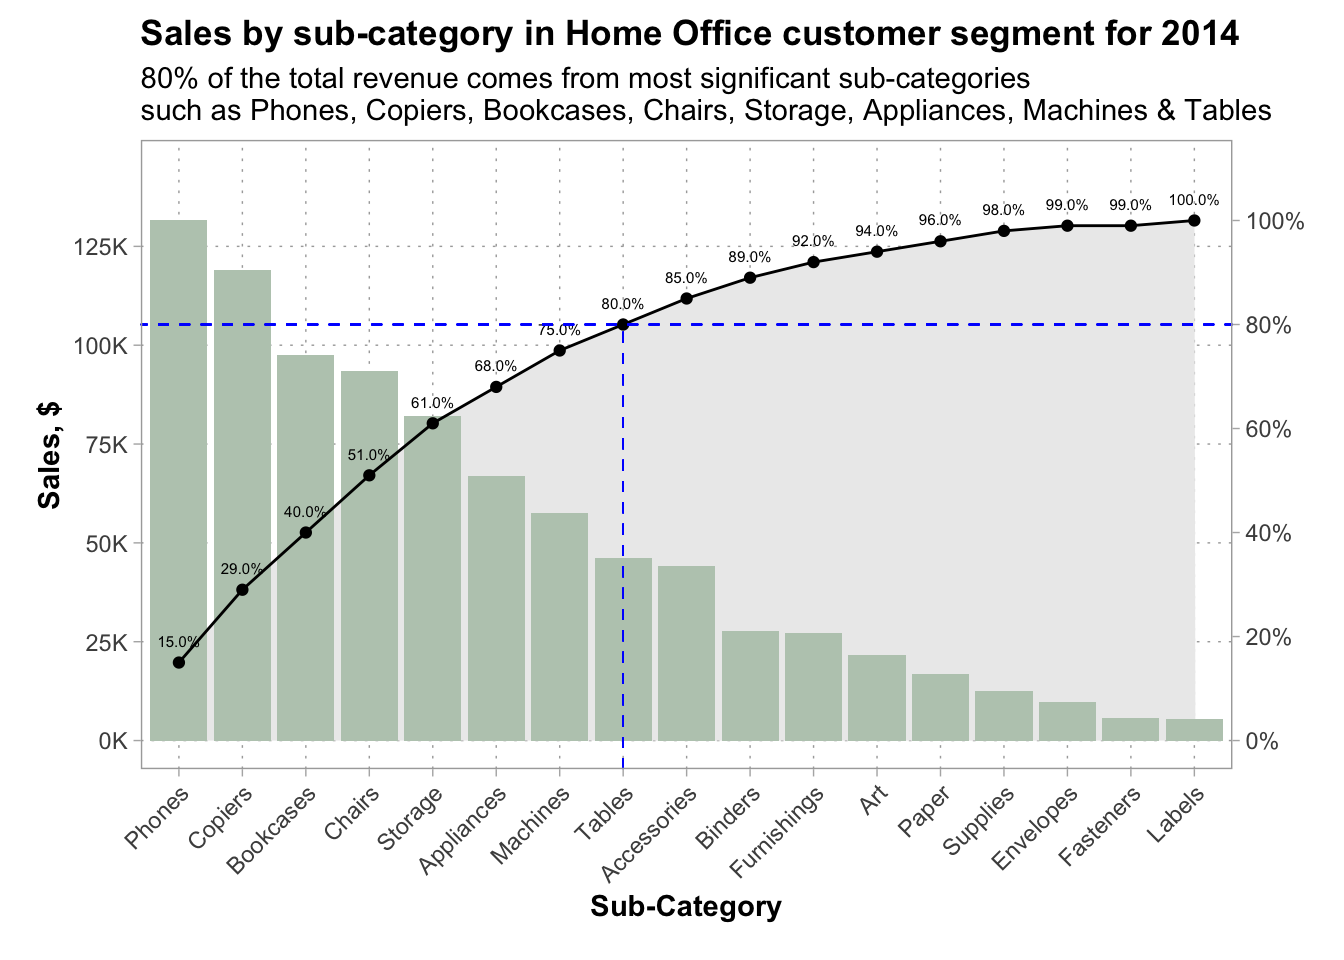 Sales by sub-category in Home Office customer segment for 2014
80% of the total revenue comes from most significant sub-categories
such as Phones, Copiers, Bookcases, Chairs, Storage, Appliances, Machines & Tables
Sales, $
125K
100K
75K
50K
25K
0K
15.0%
29.0%
40.0%
51.0%
61.0%
68.0%
75.0%
80.0%
85.0%
89.0%
92.0%
94.0%
96.0%
98.0%
99.0%
99.0%
100.0%
100%
80%
60%
40%
20%
0%
Phones
Copiers
Bookcases
Chairs
Storage
Appliances
Machines
Tables
Accessories
Binders
Furnishings
Art
Paper
Supplies
Envelopes
Fasteners
Labels
Sub-Category